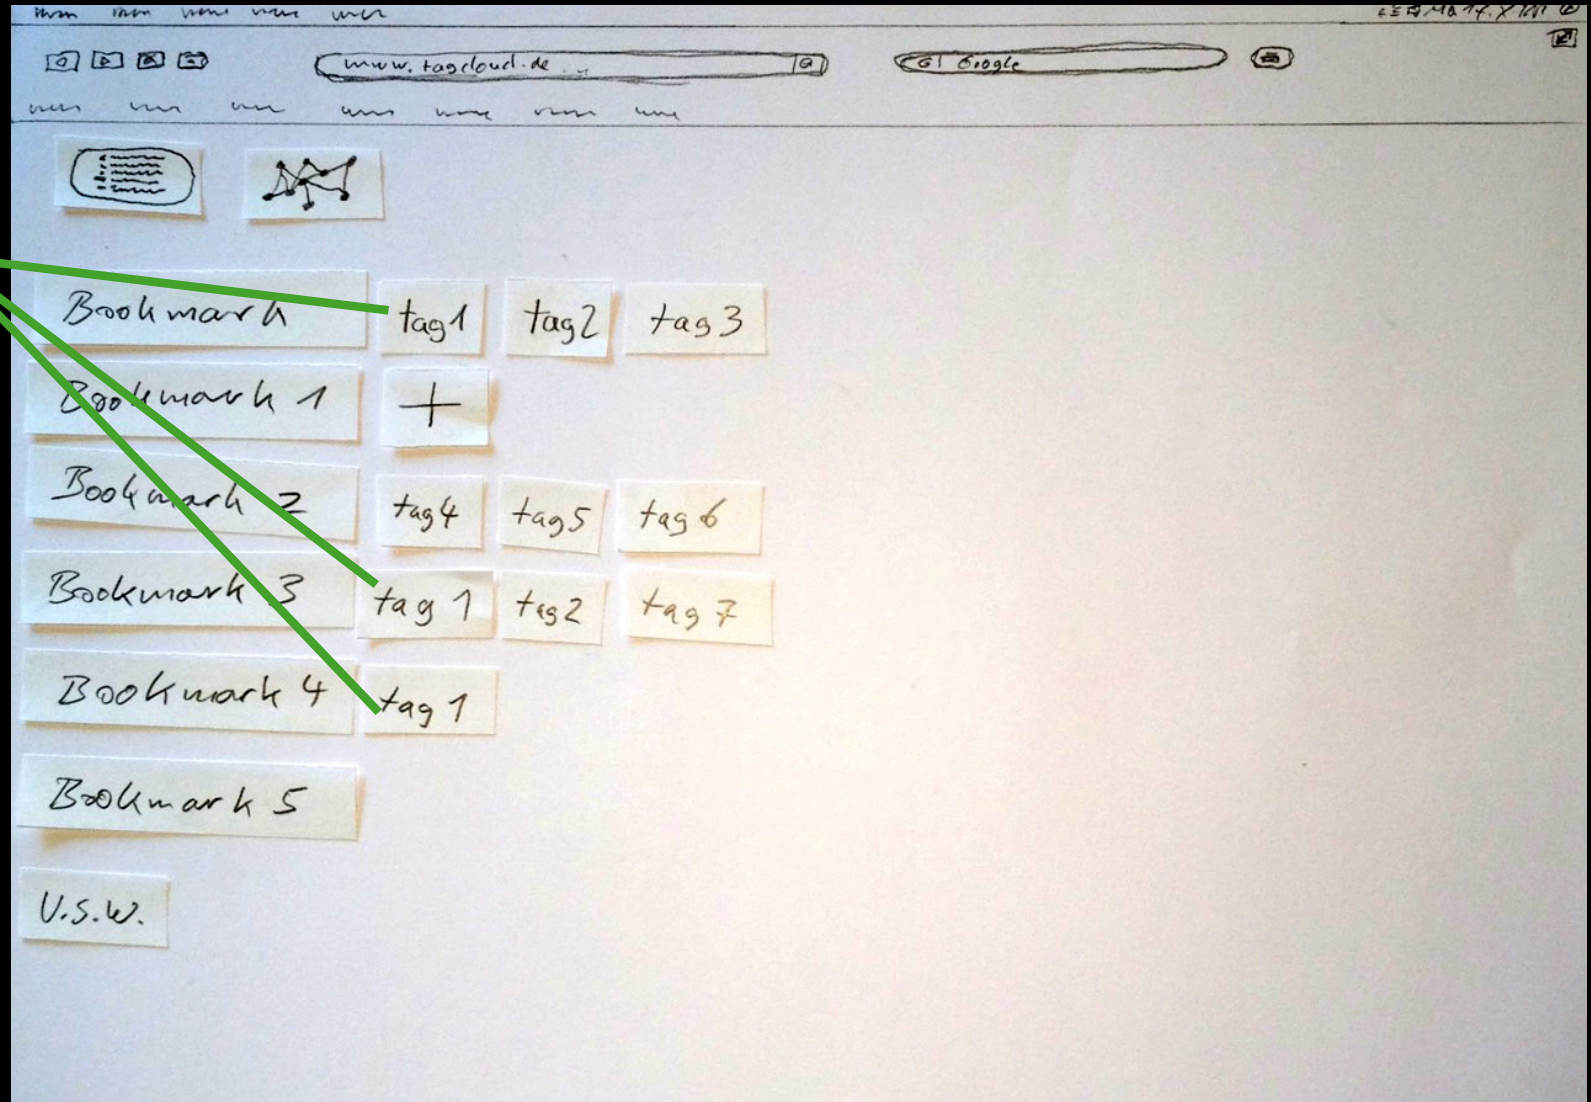 www.tagcloud.de ...
G Google
Bookmark tag1 tag2 tag3
Bookmark 1 +
Bookmark 2 tag4 tag5 tag6
Bookmark 3 tag 1 tag2 tag 7
Bookmark 4 tag 1
Bookmark 5
U.S.W.